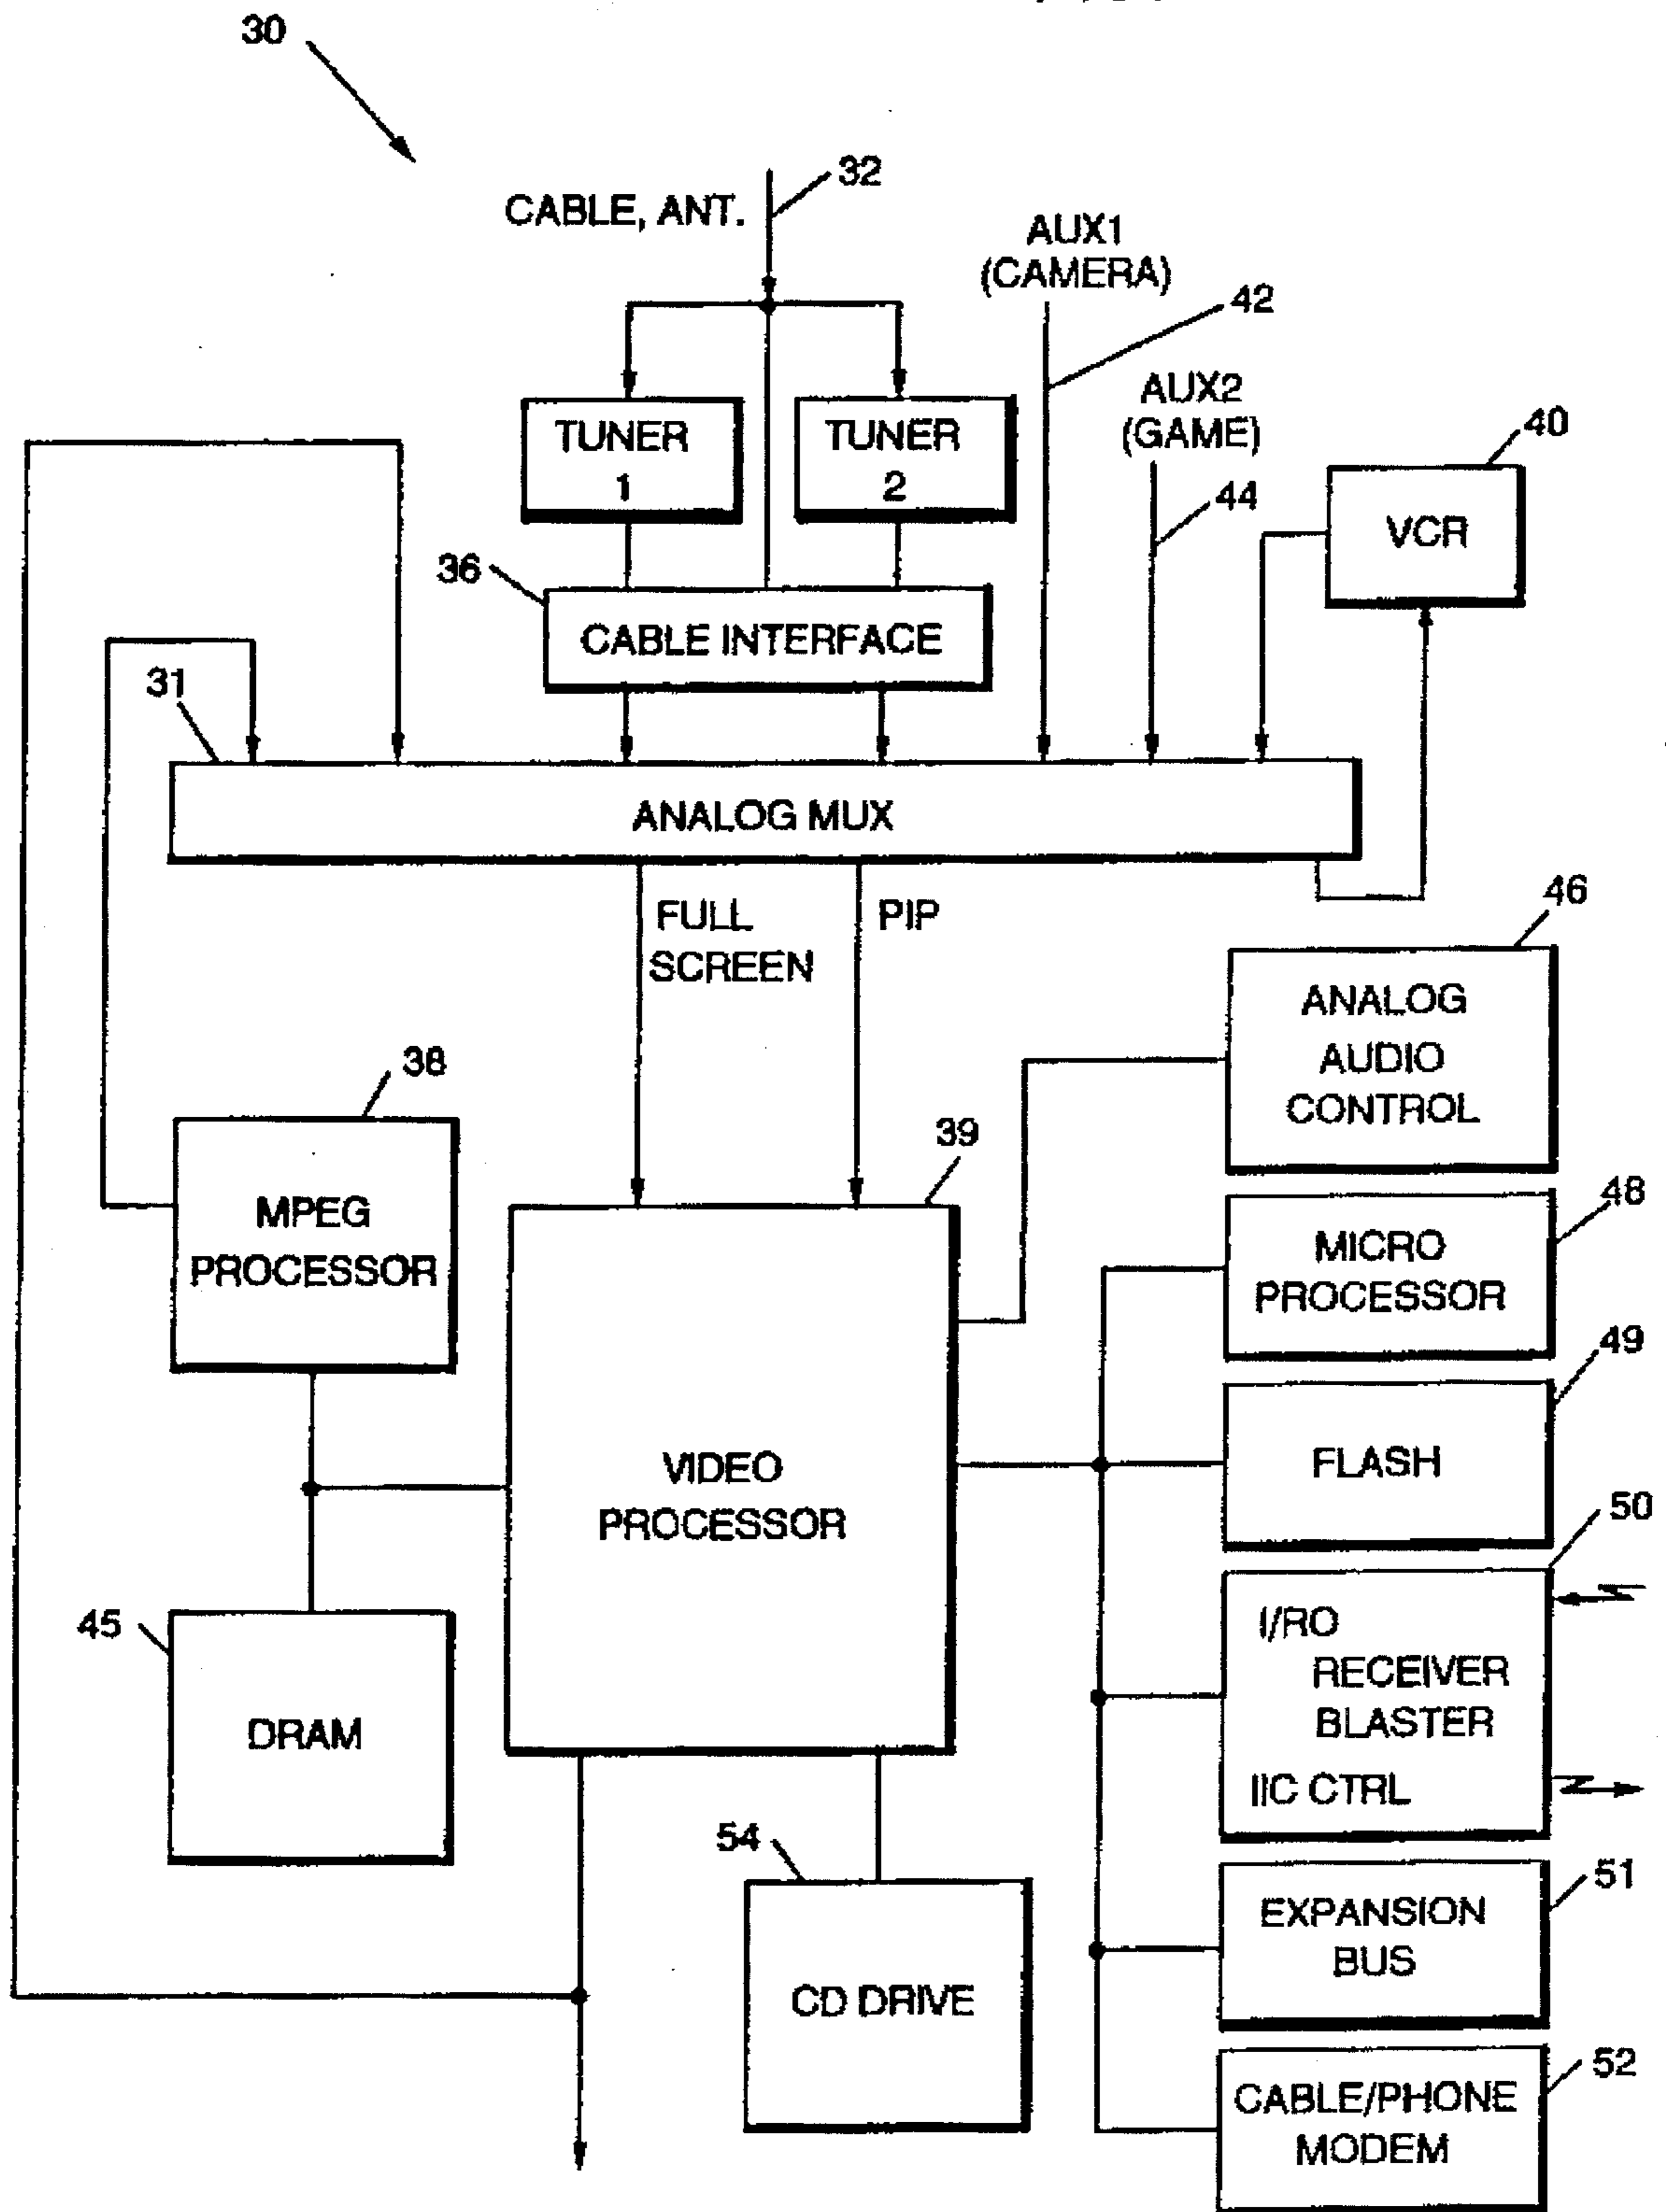 30
32
CABLE, ANT.
AUX1
(CAMERA)
42
AUX2
(GAME)
44
40
VCR
TUNER
1
TUNER
2
36
CABLE INTERFACE
31
ANALOG MUX
FULL
SCREEN
PIP
46
ANALOG
AUDIO
CONTROL
38
MPEG
PROCESSOR
39
VIDEO
PROCESSOR
48
MICRO
PROCESSOR
49
FLASH
50
I/RO
RECEIVER
BLASTER
IIC CTRL
45
DRAM
54
CD DRIVE
51
EXPANSION
BUS
52
CABLE/PHONE
MODEM